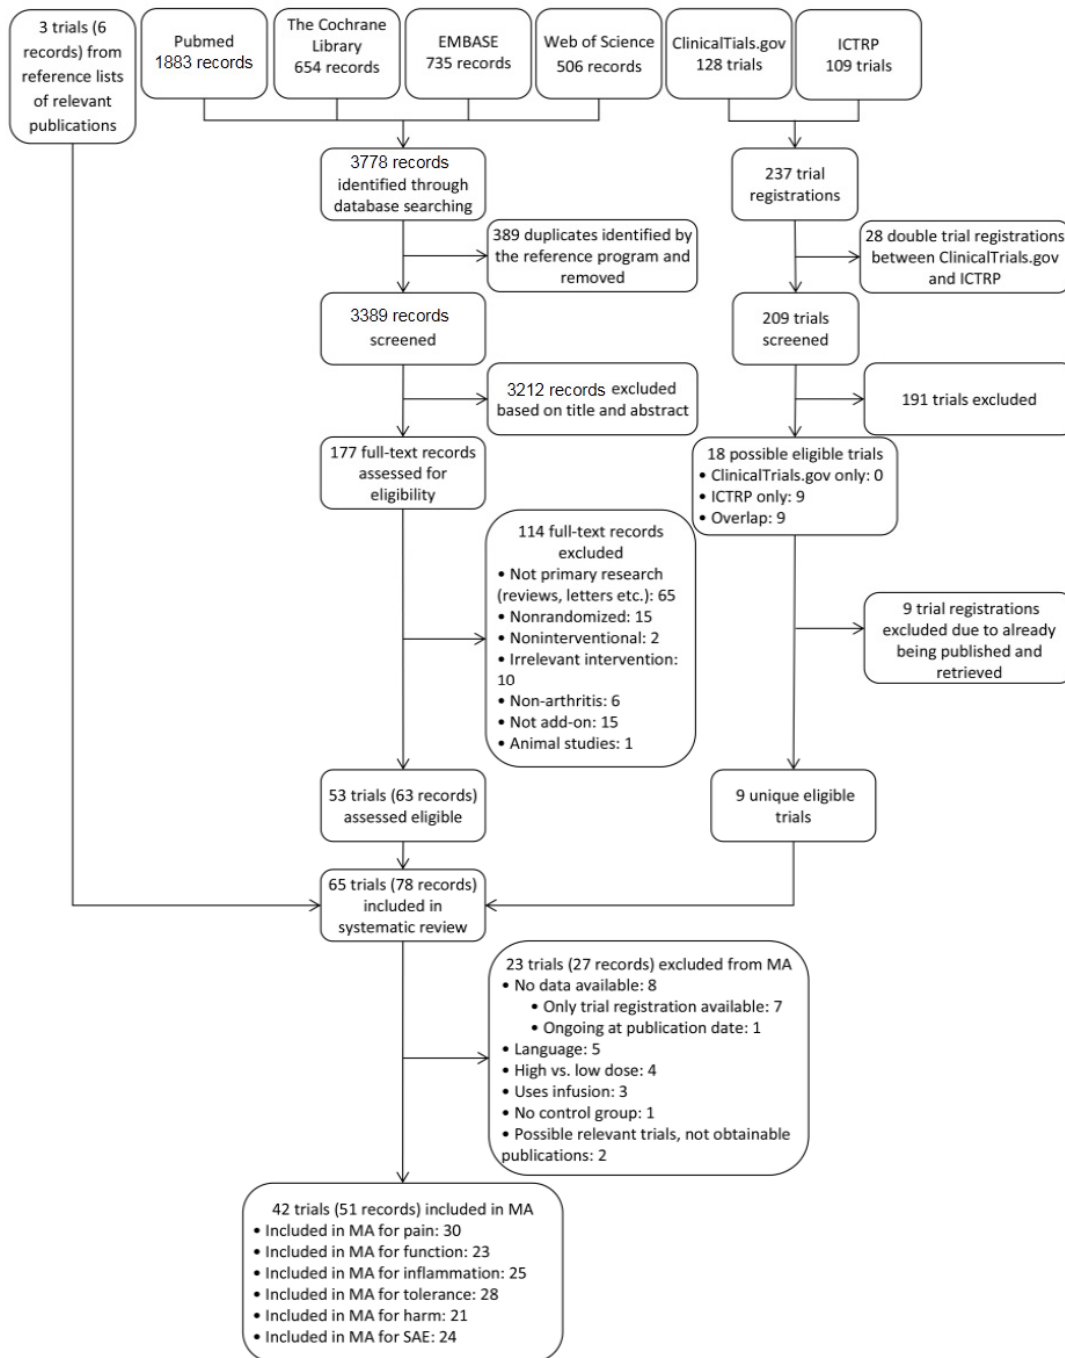 3 trials (6
records) from
reference lists
of relevant
publications
Pubmed
1883 records
The Cochrane
Library
654 records
EMBASE
735 records
Web of Science
506 records
ClinicalTials.gov
128 trials
ICTRP
109 trials
3778 records
identified through
database searching
237 trial
registrations
389 duplicates identified by
the reference program and
removed
28 double trial registrations
between ClinicalTrials.gov
and ICTRP
3389 records
screened
209 trials
screened
3212 records excluded
based on title and abstract
191 trials excluded
177 full-text records
assessed for
eligibility
18 possible eligible trials
• ClinicalTrials.gov only: 0
• ICTRP only: 9
• Overlap: 9
114 full-text records
excluded
• Not primary research
(reviews, letters etc.): 65
• Nonrandomized: 15
• Noninterventional: 2
• Irrelevant intervention:
10
• Non-arthritis: 6
• Not add-on: 15
• Animal studies: 1
9 trial registrations
excluded due to already
being published and
retrieved
53 trials (63 records)
assessed eligible
9 unique eligible
trials
65 trials (78 records)
included in
systematic review
23 trials (27 records) excluded from MA
• No data available: 8
• Only trial registration available: 7
• Ongoing at publication date: 1
• Language: 5
• High vs. low dose: 4
• Uses infusion: 3
• No control group: 1
• Possible relevant trials, not obtainable
publications: 2
42 trials (51 records) included in MA
• Included in MA for pain: 30
• Included in MA for function: 23
• Included in MA for inflammation: 25
• Included in MA for tolerance: 28
• Included in MA for harm: 21
• Included in MA for SAE: 24